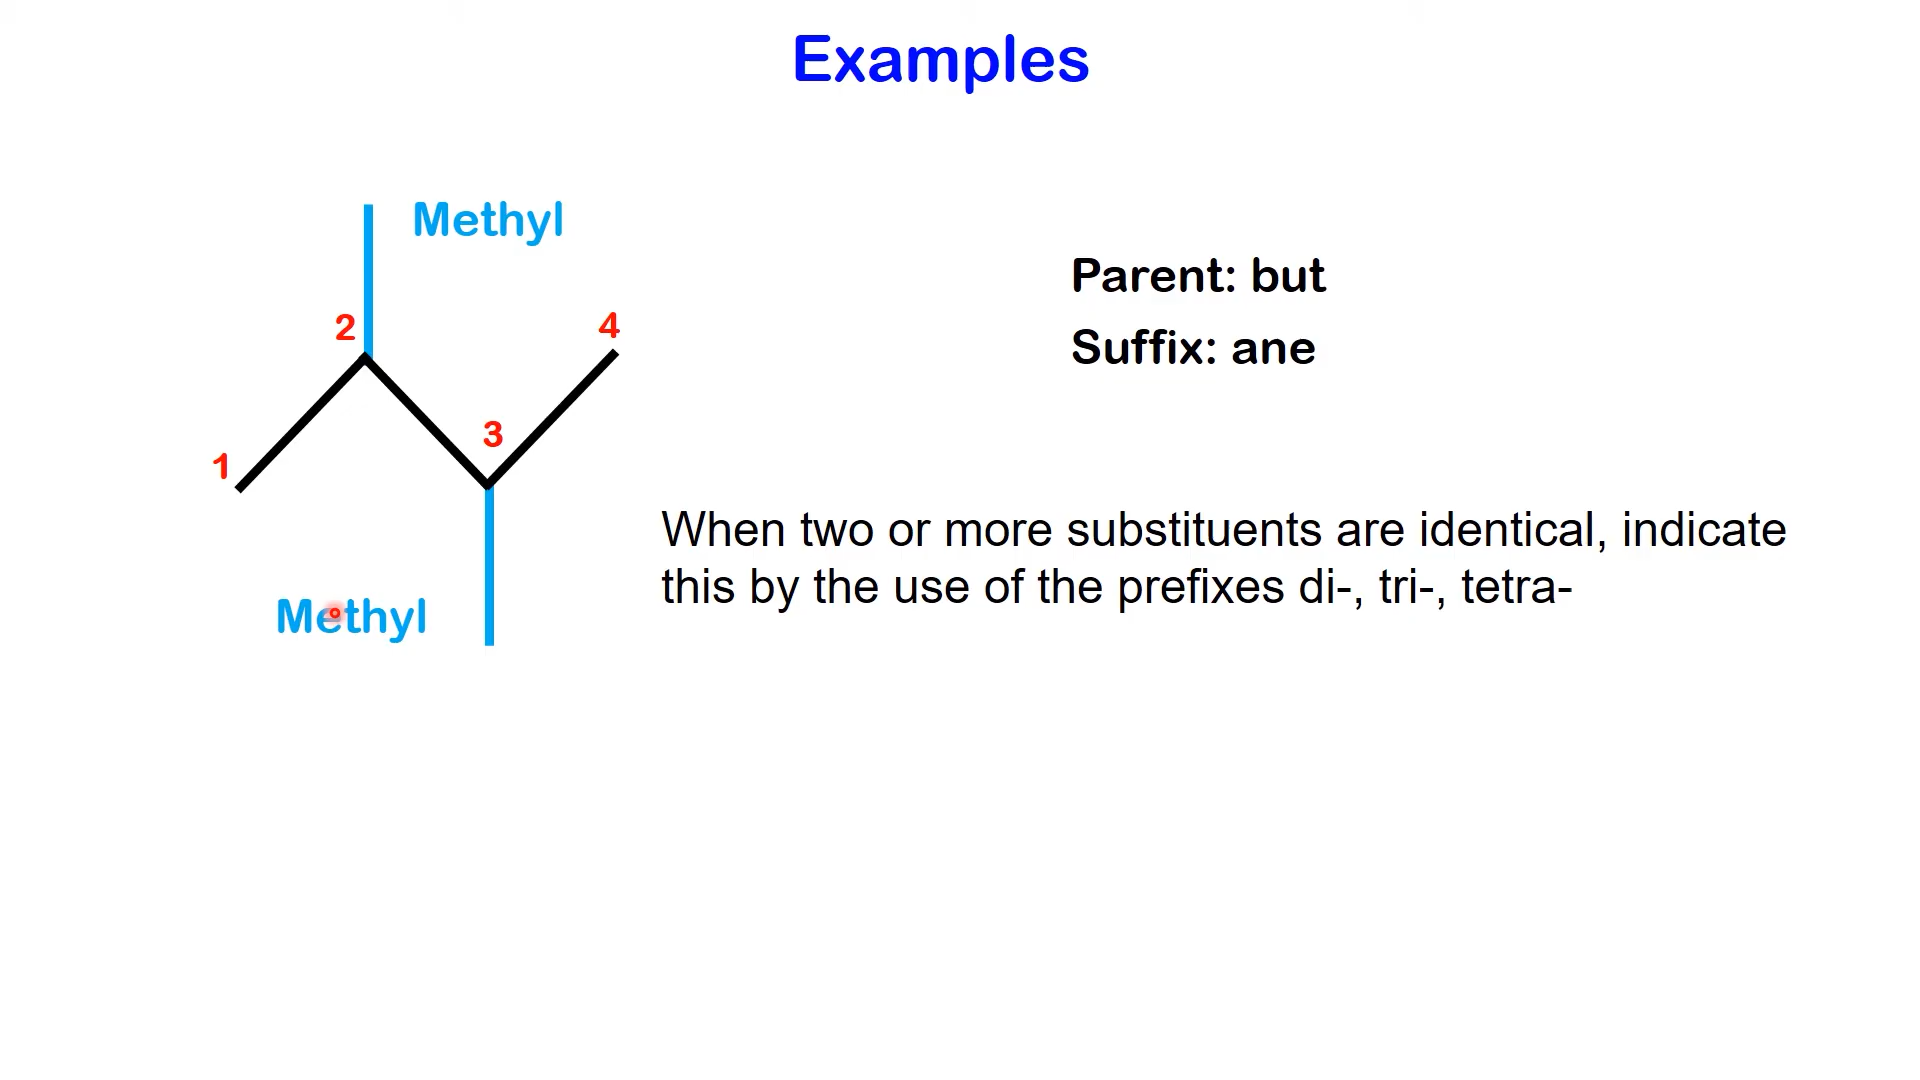 Examples
Methyl
2
4
3
1
Methyl
Parent: but
Suffix: ane
When two or more substituents are identical, indicate
this by the use of the prefixes di-, tri-, tetra-